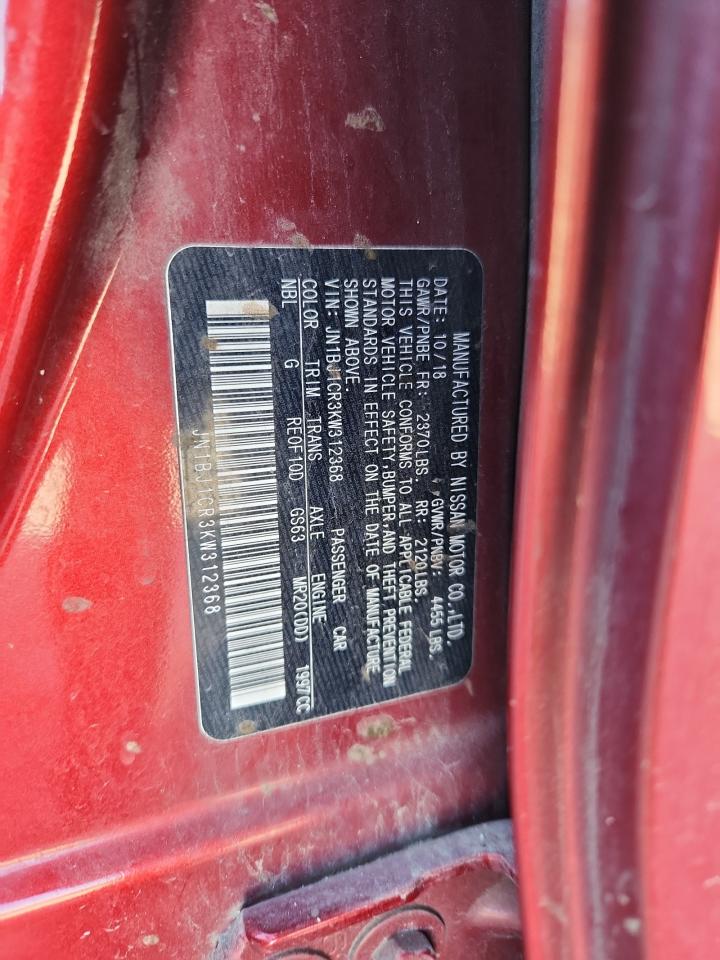 MANUFACTURED BY NISSAN MOTOR CO.,LTD.
DATE: 10/18 GVWR/PNBV: 4455 LBS.
GAWR/PNBE FR: 2370LBS. RR: 2120LBS.
THIS VEHICLE CONFORMS TO ALL APPLICABLE FEDERAL
MOTOR VEHICLE SAFETY,BUMPER,AND THEFT PREVENTION
STANDARDS IN EFFECT ON THE DATE OF MANUFACTURE
SHOWN ABOVE.
VIN: JN1BJ1CR3KW312368 PASSENGER CAR
COLOR TRIM TRANS AXLE ENGINE
NBL G RE0F10D GS63 MR20(DD) 1997CC
JN1BJ1CR3KW312368